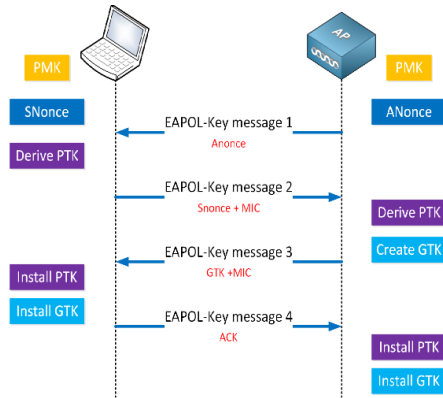 AP
PMK
PMK
SNonce
ANonce
EAPOL-Key message 1
Anonce
Derive PTK
EAPOL-Key message 2
Snonce + MIC
Derive PTK
Create GTK
EAPOL-Key message 3
GTK +MIC
Install PTK
Install GTK
EAPOL-Key message 4
ACK
Install PTK
Install GTK